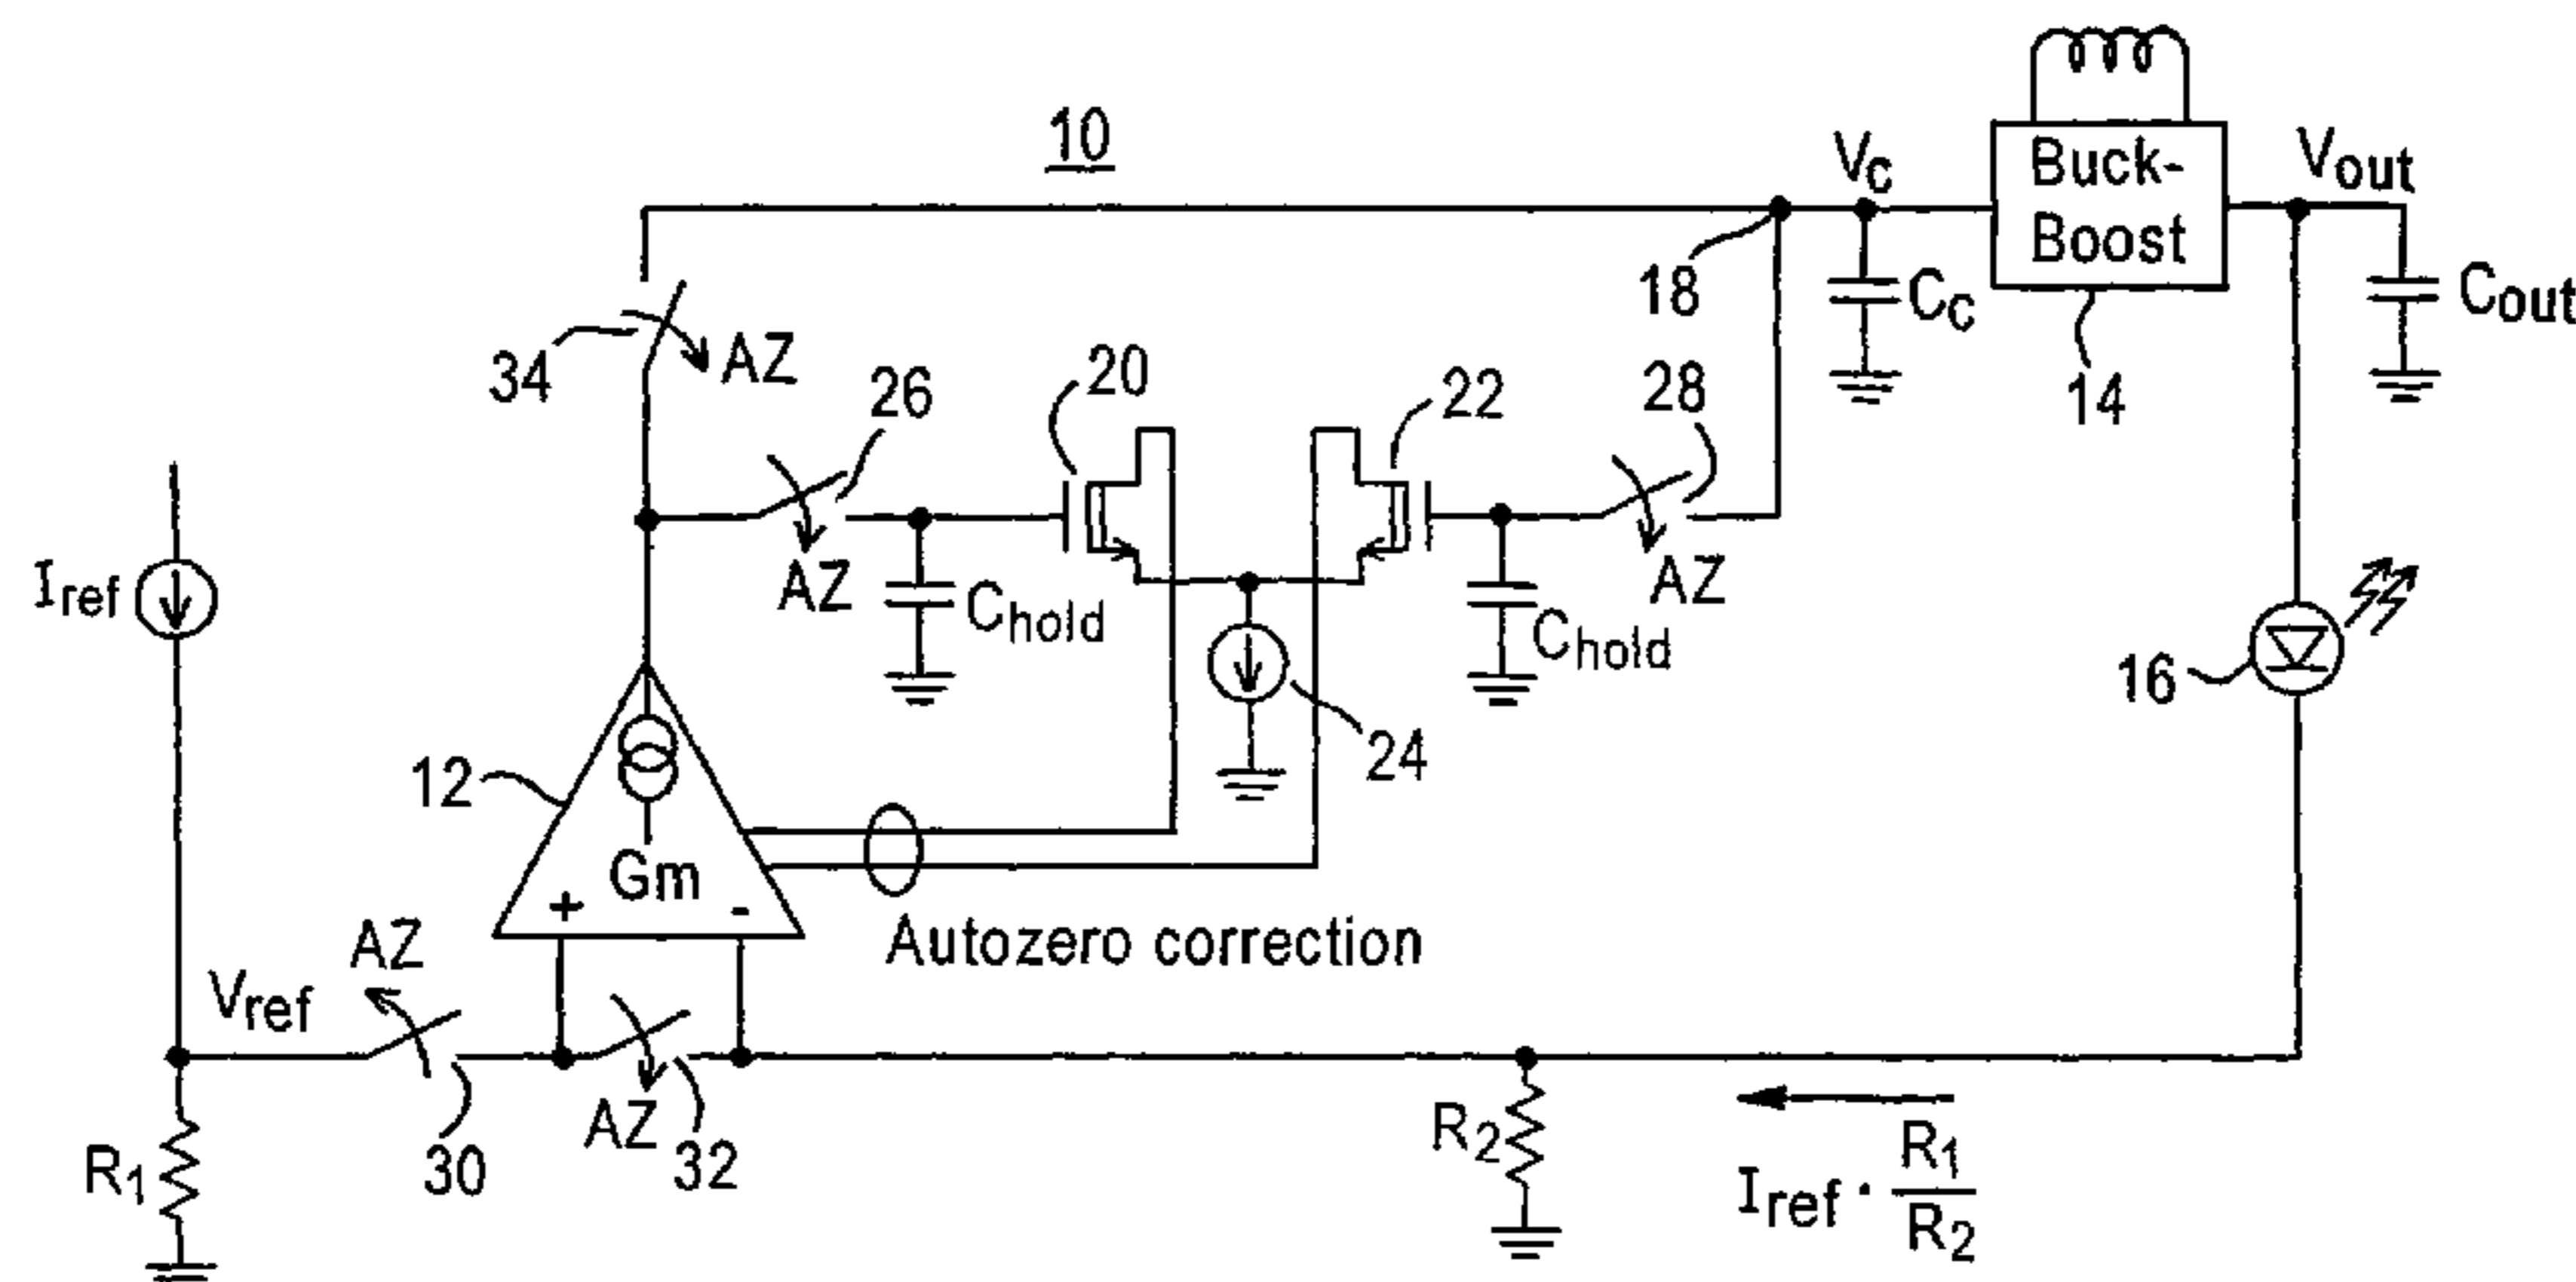 10
Vc
Buck-
Boost
Vout
18
Cc
Cout
14
34
AZ
26
20
22
28
AZ
Chold
AZ
Chold
Iref
24
16
12
Gm
+
-
Autozero correction
AZ
Vref
R1
30
AZ
32
R2
Iref · R1
R2